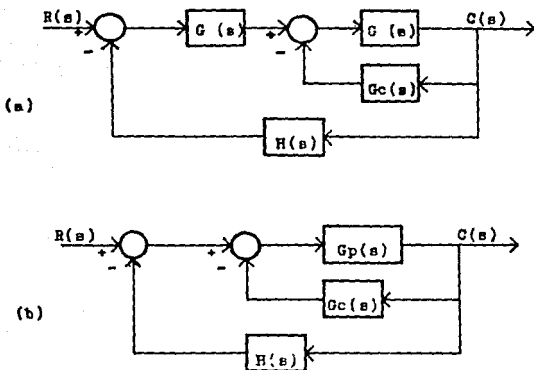 R(s)
C(s)
+
-
G (s)
+
-
G (s)
Gc(s)
(a)
H(s)
R(s)
C(s)
+
-
+
-
Gp(s)
Gc(s)
(b)
H(s)